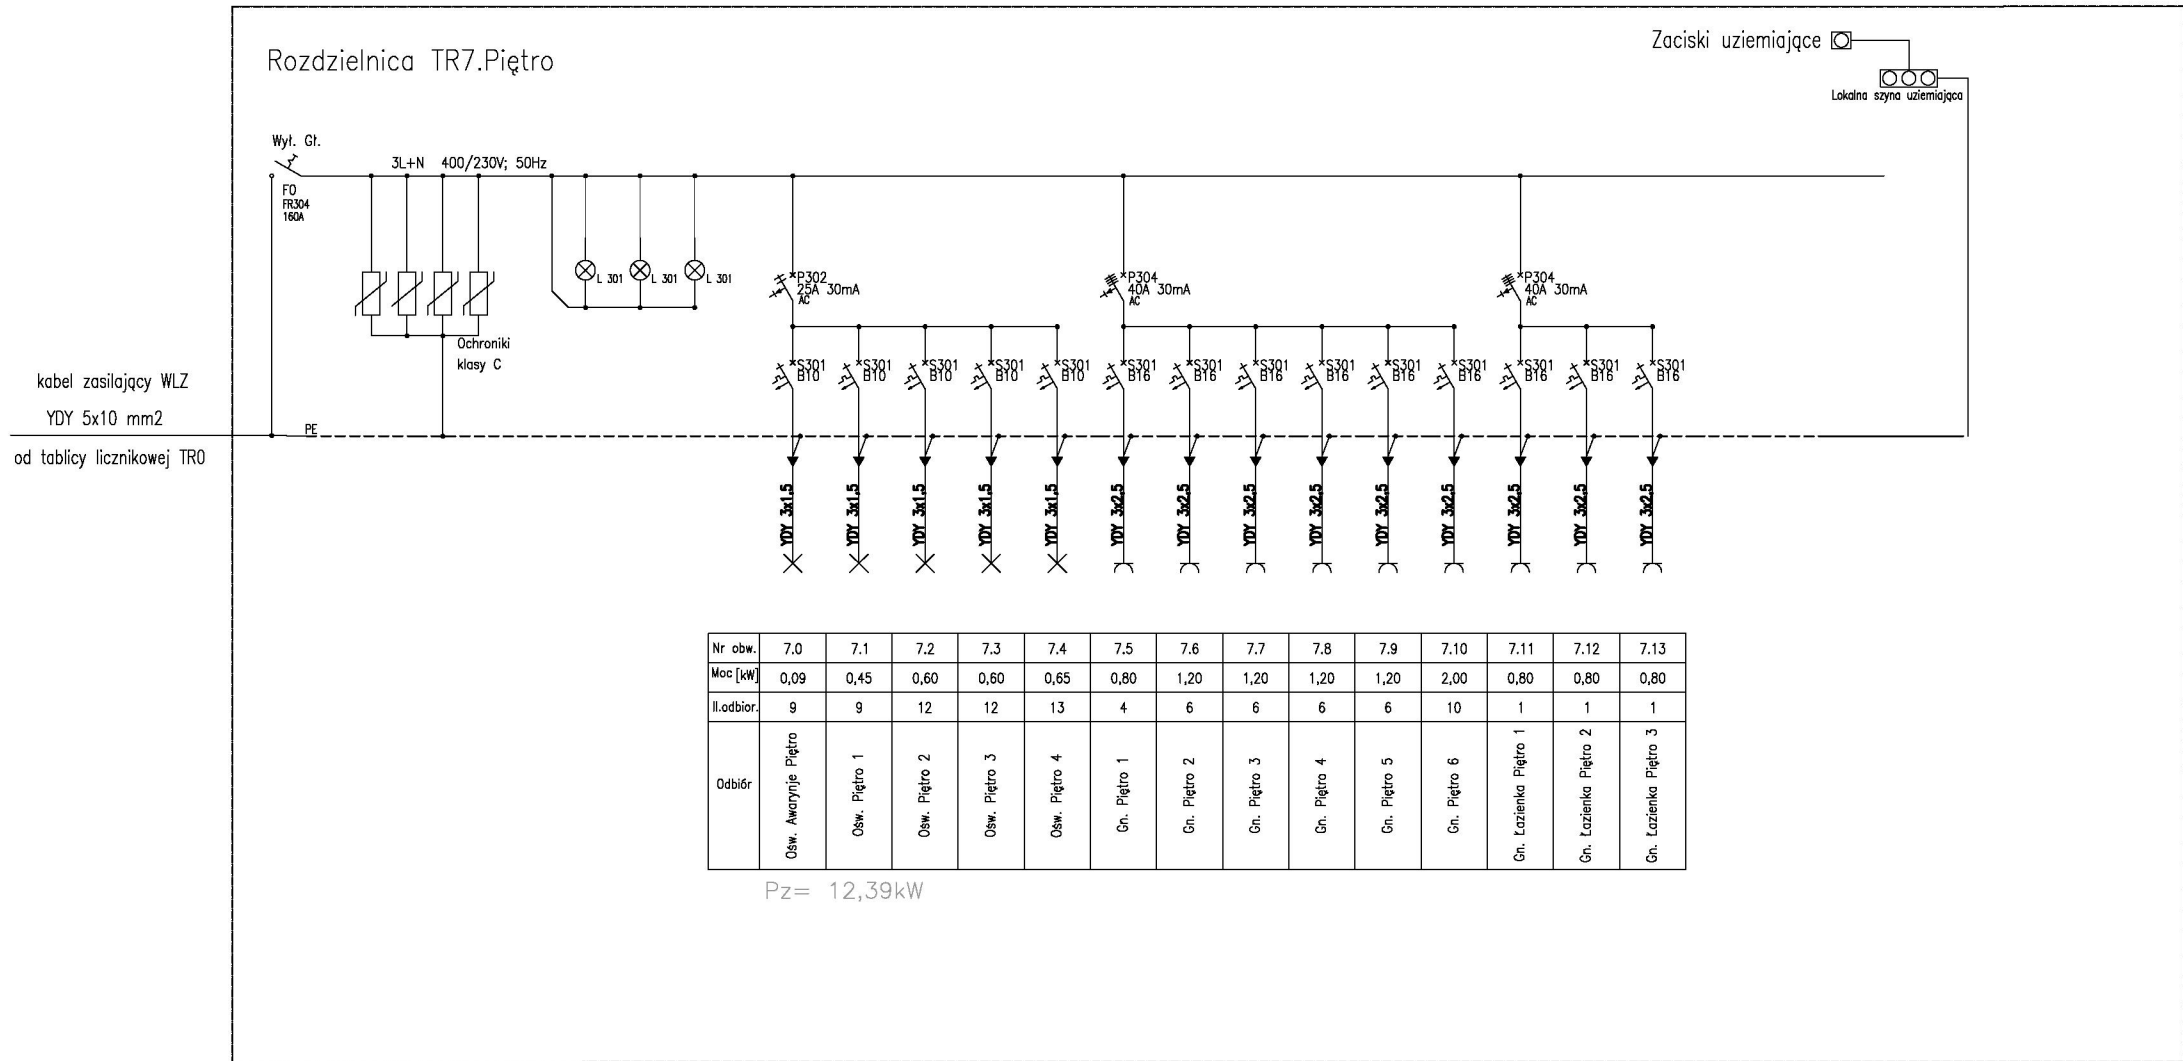 Rozdzielnica TR7.Piętro
Zaciski uziemiające
Lokalna szyna uziemiająca
Wył. Gł.
3L+N 400/230V; 50Hz
F0
FR304
160A
L 301 L 301 L 301
Ochroniki
klasy C
P302
25A 30mA
AC
P304
40A 30mA
AC
P304
40A 30mA
AC
S301 S301 S301 S301 S301 S301 S301 S301 S301 S301 S301 S301 S301 S301
B10 B10 B10 B10 B10 B16 B16 B16 B16 B16 B16 B16 B16 B16
kabel zasilający WLZ
YDY 5x10 mm2
od tablicy licznikowej TR0
PE
YDY 3x1,5 YDY 3x1,5 YDY 3x1,5 YDY 3x1,5 YDY 3x1,5 YDY 3x2,5 YDY 3x2,5 YDY 3x2,5 YDY 3x2,5 YDY 3x2,5 YDY 3x2,5 YDY 3x2,5 YDY 3x2,5 YDY 3x2,5
Nr obw. 7.0 7.1 7.2 7.3 7.4 7.5 7.6 7.7 7.8 7.9 7.10 7.11 7.12 7.13
Moc [kW] 0,09 0,45 0,60 0,60 0,65 0,80 1,20 1,20 1,20 1,20 2,00 0,80 0,80 0,80
Il.odbior. 9 9 12 12 13 4 6 6 6 6 10 1 1 1
Odbiór
Ośw. Awarynje Piętro
Ośw. Piętro 1
Ośw. Piętro 2
Ośw. Piętro 3
Ośw. Piętro 4
Gn. Piętro 1
Gn. Piętro 2
Gn. Piętro 3
Gn. Piętro 4
Gn. Piętro 5
Gn. Piętro 6
Gn. Łazienka Piętro 1
Gn. Łazienka Piętro 2
Gn. Łazienka Piętro 3
Pz= 12,39kW